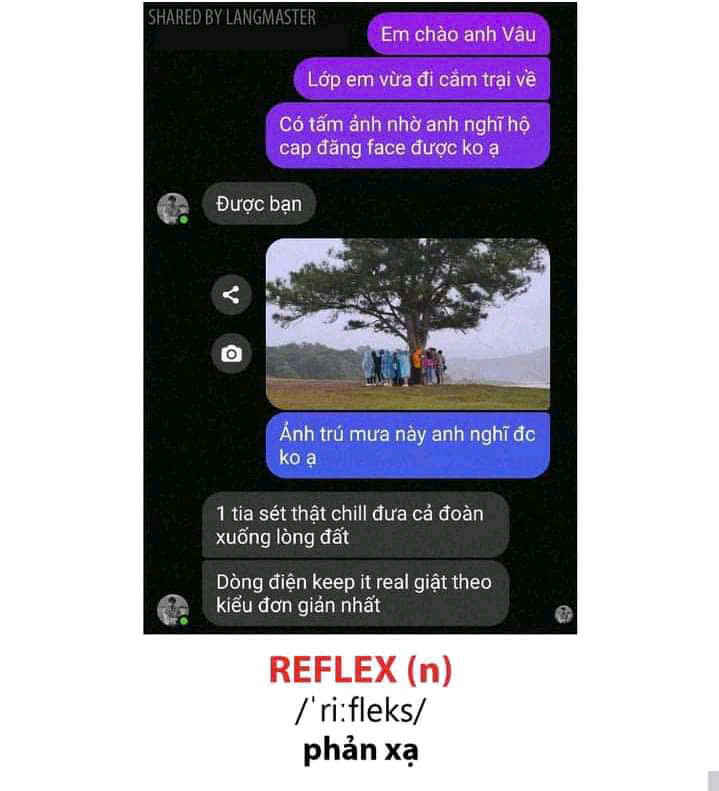 SHARED BY LANGMASTER
Em chào anh Vâu
Lớp em vừa đi cắm trại về
Có tấm ảnh nhờ anh nghĩ hộ
cap đăng face được ko ạ
Được bạn
Ảnh trú mưa này anh nghĩ đc
ko ạ
1 tia sét thật chill đưa cả đoàn
xuống lòng đất
Dòng điện keep it real giật theo
kiểu đơn giản nhất
REFLEX (n)
/ˈriːfleks/
phản xạ